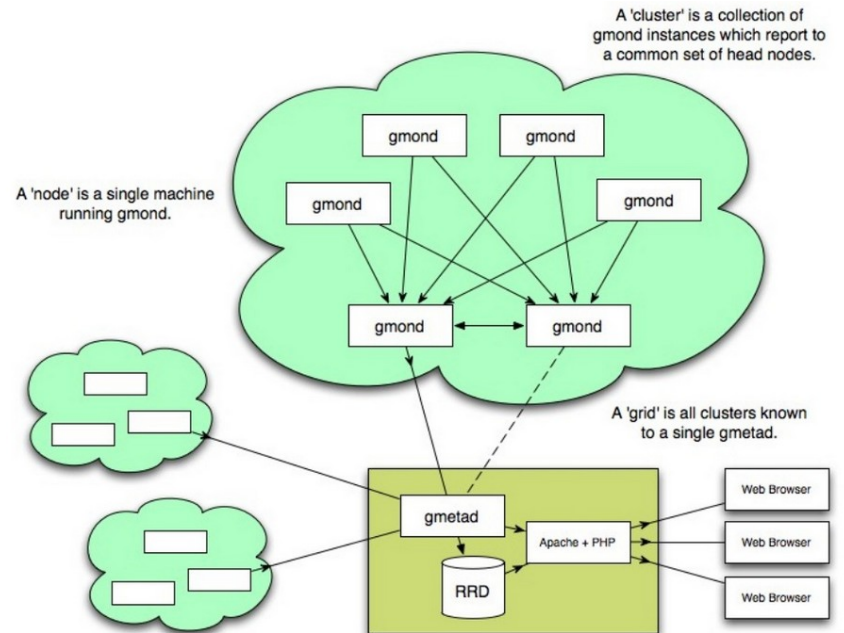 A 'cluster' is a collection of
gmond instances which report to
a common set of head nodes.
gmond
gmond
A 'node' is a single machine
running gmond.
gmond
gmond
gmond
gmond
A 'grid' is all clusters known
to a single gmetad.
Web Browser
gmetad
Apache + PHP
Web Browser
RRD
Web Browser